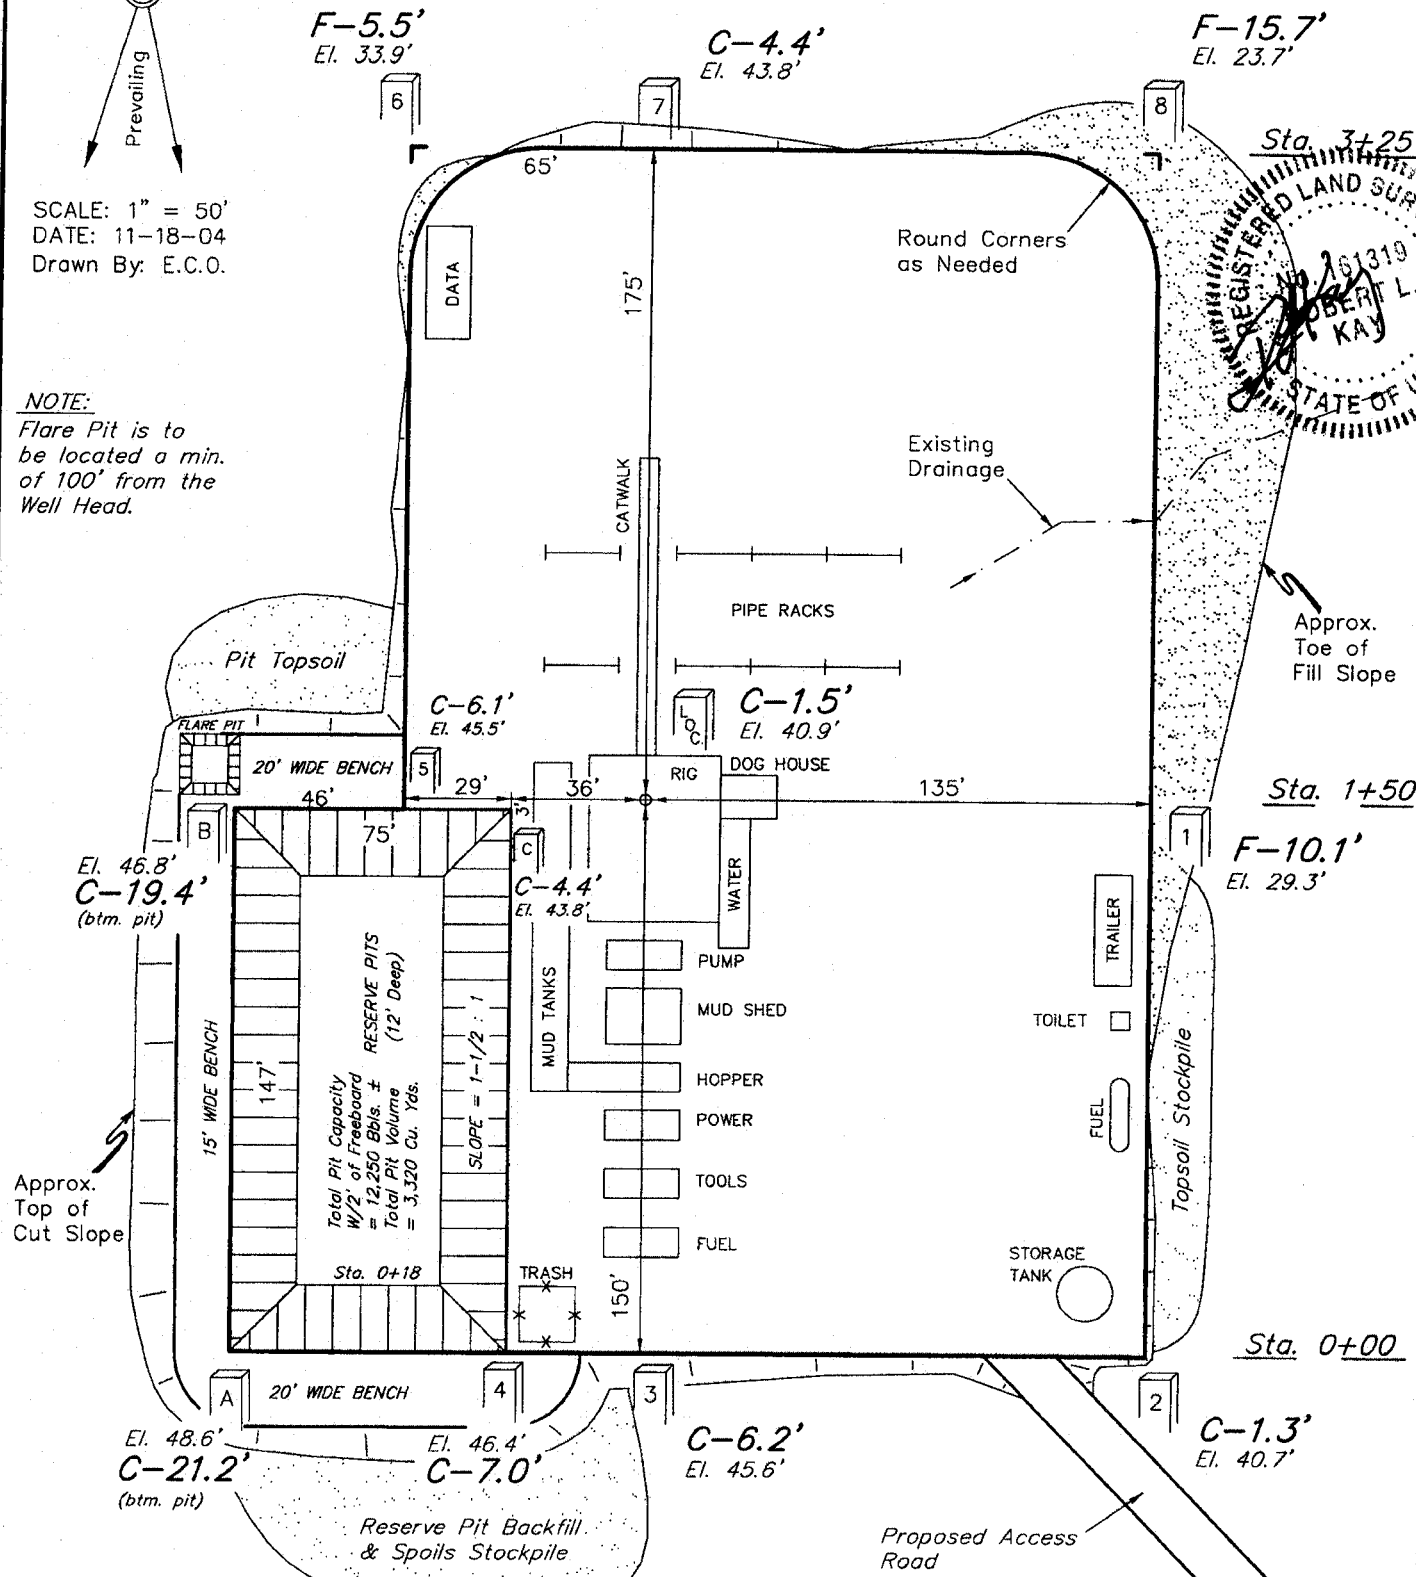 F-5.5'
El. 33.9'
C-4.4'
El. 43.8'
F-15.7'
El. 23.7'
Prevailing
6
7
8
Sta. 3+25
65'
SCALE: 1" = 50'
DATE: 11-18-04
Drawn By: E.C.O.
REGISTERED LAND SUR
161319
KAY
STATE OF U
Round Corners
as Needed
DATA
175'
NOTE:
Flare Pit is to
be located a min.
of 100' from the
Well Head.
Existing
Drainage
CATWALK
PIPE RACKS
Approx.
Toe of
Fill Slope
Pit Topsoil
C-6.1'
El. 45.5'
LOC.
C-1.5'
El. 40.9'
FLARE PIT
20' WIDE BENCH
5
RIG
DOG HOUSE
46'
29'
36'
135'
Sta. 1+50
3'
B
75'
C
1
El. 46.8'
C-19.4'
(btm. pit)
C-4.4'
El. 43.8'
WATER
F-10.1'
El. 29.3'
TRAILER
PUMP
MUD SHED
MUD TANKS
TOILET
HOPPER
POWER
FUEL
TOOLS
FUEL
Topsoil Stockpile
15' WIDE BENCH
147'
RESERVE PITS
(12' Deep)
Total Pit Capacity
W/2' of Freeboard
= 12,250 Bbls. ±
Total Pit Volume
= 3,320 Cu. Yds.
SLOPE = 1-1/2 : 1
Approx.
Top of
Cut Slope
Sta. 0+18
TRASH
150'
STORAGE
TANK
Sta. 0+00
A
20' WIDE BENCH
4
3
2
El. 48.6'
C-21.2'
(btm. pit)
El. 46.4'
C-7.0'
C-6.2'
El. 45.6'
C-1.3'
El. 40.7'
Reserve Pit Backfill
& Spoils Stockpile
Proposed Access
Road